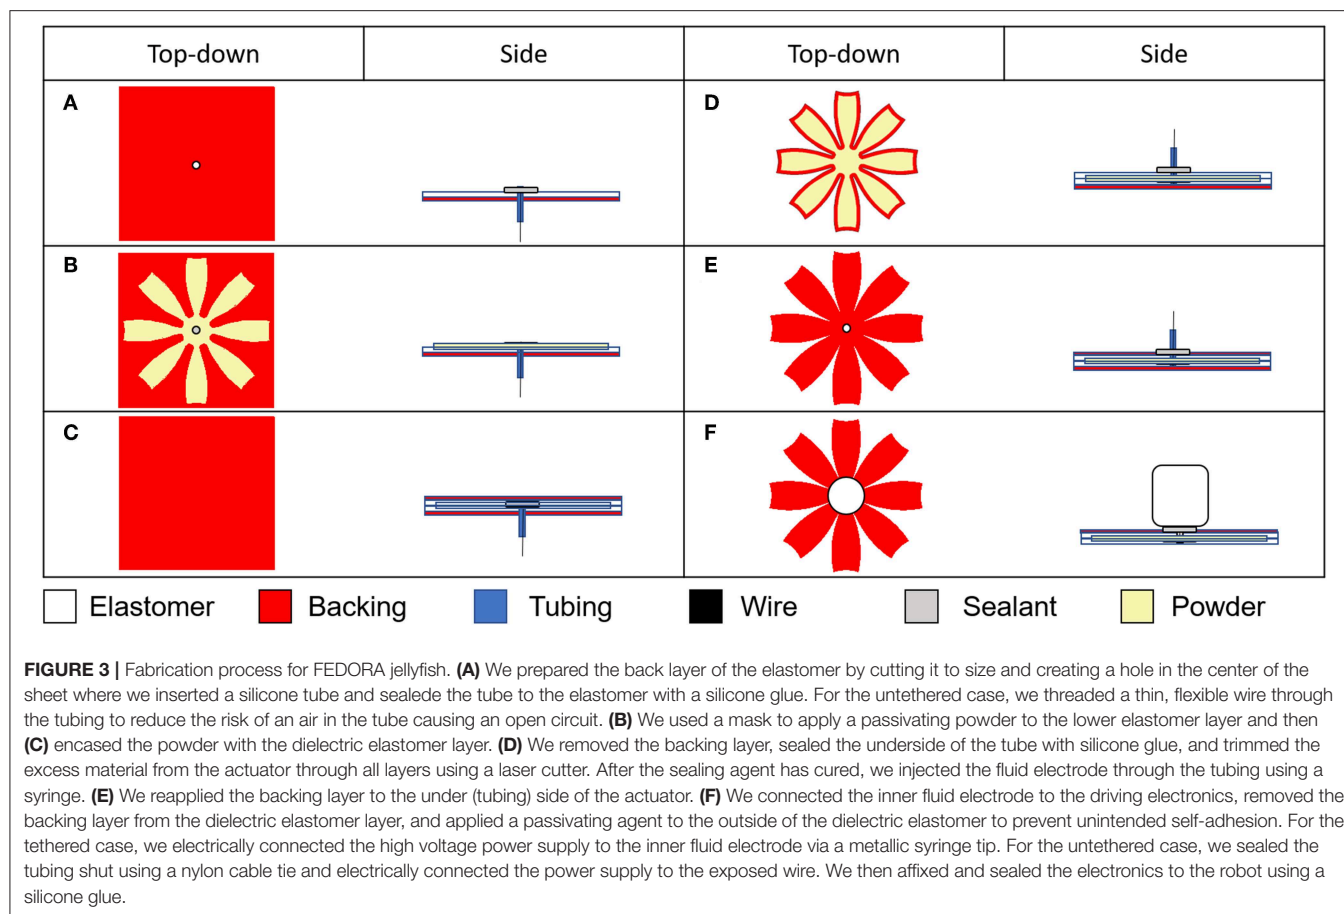 Top-down Side Top-down Side
A
D
B
E
C
F
Elastomer Backing Tubing Wire Sealant Powder
FIGURE 3 | Fabrication process for FEDORA jellyfish. (A) We prepared the back layer of the elastomer by cutting it to size and creating a hole in the center of the
sheet where we inserted a silicone tube and sealede the tube to the elastomer with a silicone glue. For the untethered case, we threaded a thin, flexible wire through
the tubing to reduce the risk of an air in the tube causing an open circuit. (B) We used a mask to apply a passivating powder to the lower elastomer layer and then
(C) encased the powder with the dielectric elastomer layer. (D) We removed the backing layer, sealed the underside of the tube with silicone glue, and trimmed the
excess material from the actuator through all layers using a laser cutter. After the sealing agent has cured, we injected the fluid electrode through the tubing using a
syringe. (E) We reapplied the backing layer to the under (tubing) side of the actuator. (F) We connected the inner fluid electrode to the driving electronics, removed the
backing layer from the dielectric elastomer layer, and applied a passivating agent to the outside of the dielectric elastomer to prevent unintended self-adhesion. For the
tethered case, we electrically connected the high voltage power supply to the inner fluid electrode via a metallic syringe tip. For the untethered case, we sealed the
tubing shut using a nylon cable tie and electrically connected the power supply to the exposed wire. We then affixed and sealed the electronics to the robot using a
silicone glue.